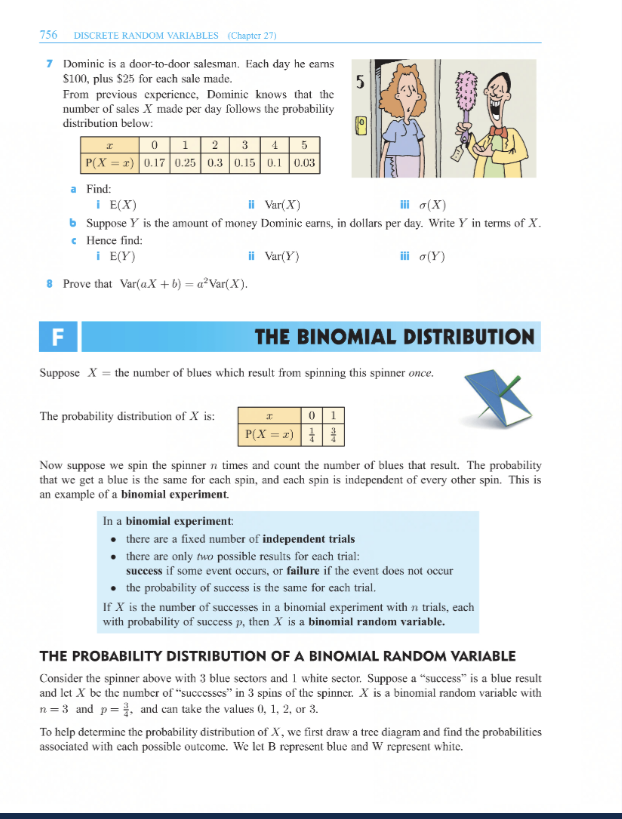 756 DISCRETE RANDOM VARIABLES (Chapter 27)
7 Dominic is a door-to-door salesman. Each day he earns
$100, plus $25 for each sale made.
From previous experience, Dominic knows that the
number of sales X made per day follows the probability
distribution below:
5
x 0 1 2 3 4 5
P(X = x) 0.17 0.25 0.3 0.15 0.1 0.03
a Find:
i E(X) ii Var(X) iii σ(X)
b Suppose Y is the amount of money Dominic earns, in dollars per day. Write Y in terms of X.
c Hence find:
i E(Y) ii Var(Y) iii σ(Y)
8 Prove that Var(aX + b) = a²Var(X).
F THE BINOMIAL DISTRIBUTION
Suppose X = the number of blues which result from spinning this spinner once.
The probability distribution of X is:
x 0 1
P(X = x) 1/4 3/4
Now suppose we spin the spinner n times and count the number of blues that result. The probability
that we get a blue is the same for each spin, and each spin is independent of every other spin. This is
an example of a binomial experiment.
In a binomial experiment:
• there are a fixed number of independent trials
• there are only two possible results for each trial:
success if some event occurs, or failure if the event does not occur
• the probability of success is the same for each trial.
If X is the number of successes in a binomial experiment with n trials, each
with probability of success p, then X is a binomial random variable.
THE PROBABILITY DISTRIBUTION OF A BINOMIAL RANDOM VARIABLE
Consider the spinner above with 3 blue sectors and 1 white sector. Suppose a “success” is a blue result
and let X be the number of “successes” in 3 spins of the spinner. X is a binomial random variable with
n = 3 and p = 3/4, and can take the values 0, 1, 2, or 3.
To help determine the probability distribution of X, we first draw a tree diagram and find the probabilities
associated with each possible outcome. We let B represent blue and W represent white.